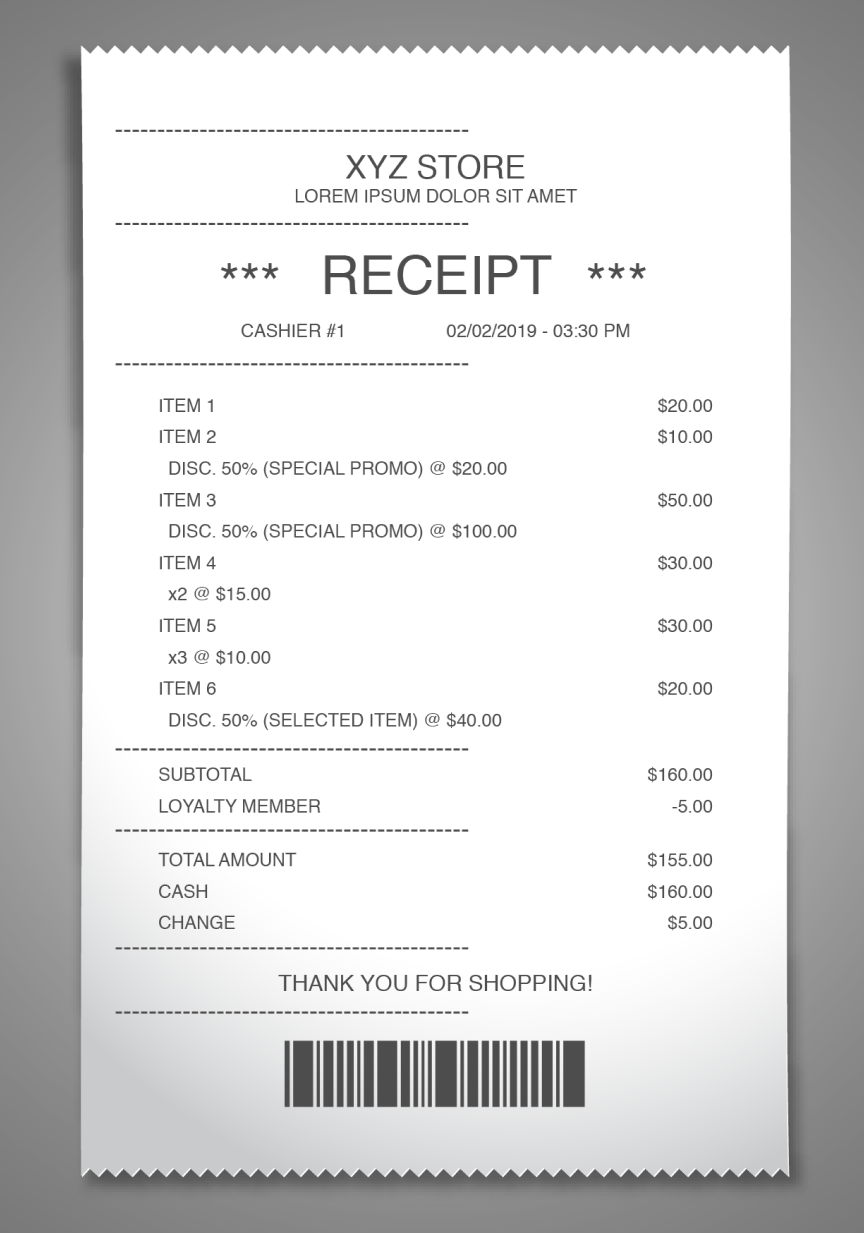 ----------------------------------------
XYZ STORE
LOREM IPSUM DOLOR SIT AMET
----------------------------------------
*** RECEIPT ***
CASHIER #1 02/02/2019 - 03:30 PM
----------------------------------------
ITEM 1 $20.00
ITEM 2 $10.00
DISC. 50% (SPECIAL PROMO) @ $20.00
ITEM 3 $50.00
DISC. 50% (SPECIAL PROMO) @ $100.00
ITEM 4 $30.00
x2 @ $15.00
ITEM 5 $30.00
x3 @ $10.00
ITEM 6 $20.00
DISC. 50% (SELECTED ITEM) @ $40.00
----------------------------------------
SUBTOTAL $160.00
LOYALTY MEMBER -5.00
----------------------------------------
TOTAL AMOUNT $155.00
CASH $160.00
CHANGE $5.00
----------------------------------------
THANK YOU FOR SHOPPING!
----------------------------------------